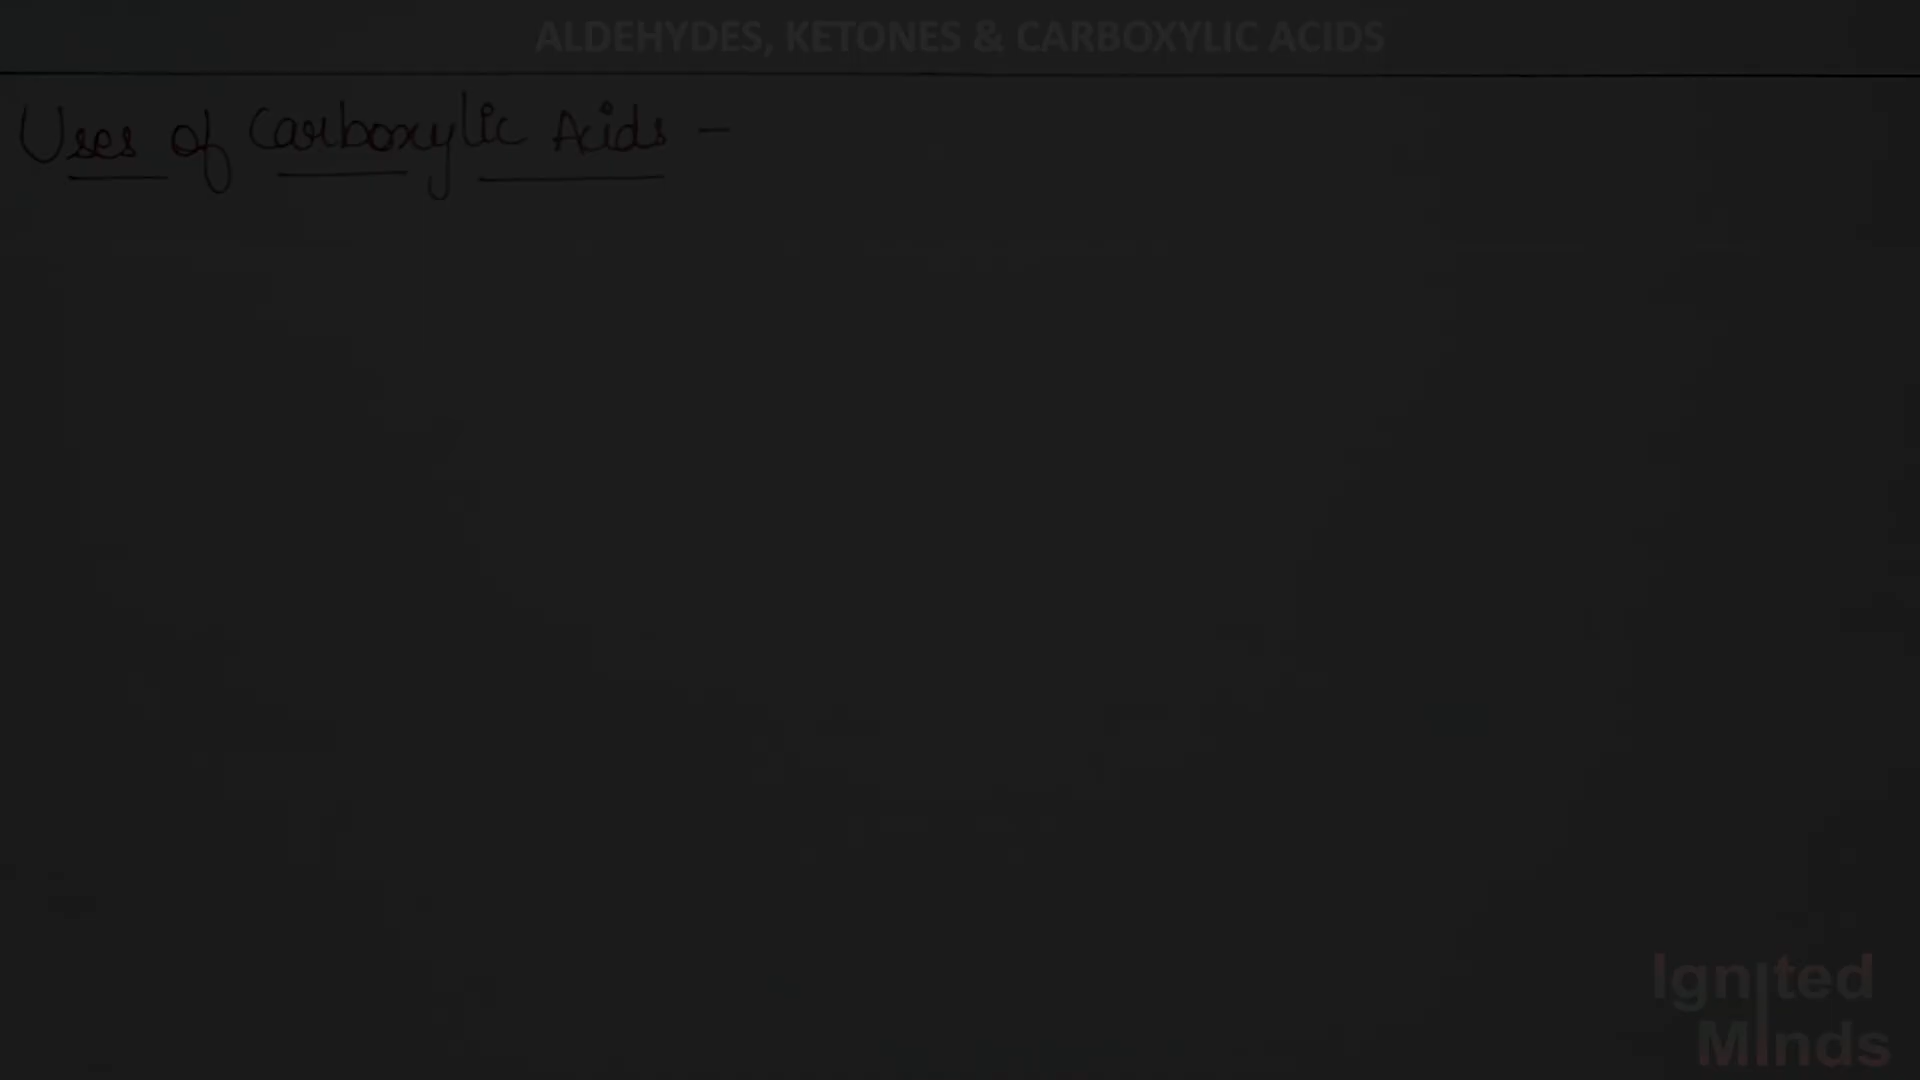 ALDEHYDES, KETONES & CARBOXYLIC ACIDS
Uses of Carboxylic Acids -
Ignited
Minds